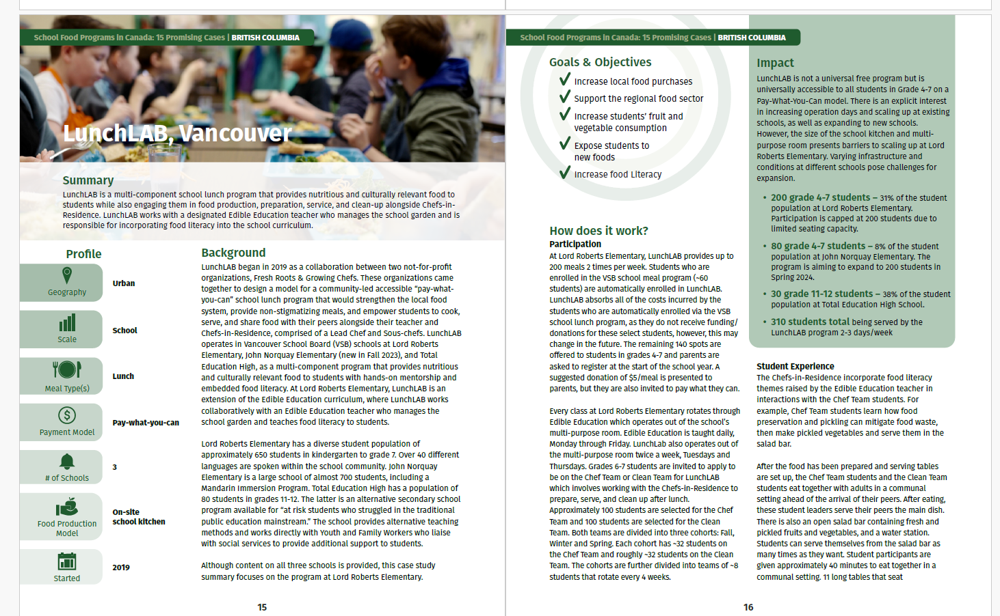 School Food Programs in Canada: 15 Promising Cases | BRITISH COLUMBIA
LunchLAB, Vancouver
Summary
LunchLAB is a multi-component school lunch program that provides nutritious and culturally relevant food to
students while also engaging them in food production, preparation, service, and clean-up alongside Chefs-in-
Residence. LunchLAB works with a designated Edible Education teacher who manages the school garden and is
responsible for incorporating food literacy into the school curriculum.
Profile
Geography
Urban
Scale
School
Meal Type(s)
Lunch
Payment Model
Pay-what-you-can
# of Schools
3
Food Production
Model
On-site
school kitchen
Started
2019
Background
LunchLAB began in 2019 as a collaboration between two not-for-profit
organizations, Fresh Roots & Growing Chefs. These organizations came
together to design a model for a community-led accessible “pay-what-
you-can” school lunch program that would strengthen the local food
system, provide non-stigmatizing meals, and empower students to cook,
serve, and share food with their peers alongside their teacher and
Chefs-in-Residence, comprised of a Lead Chef and Sous-chefs. LunchLAB
operates in Vancouver School Board (VSB) schools at Lord Roberts
Elementary, John Norquay Elementary (new in Fall 2023), and Total
Education High, as a multi-component program that provides nutritious
and culturally relevant food to students with hands-on mentorship and
embedded food literacy. At Lord Roberts Elementary, LunchLAB is an
extension of the Edible Education curriculum, where LunchLAB works
collaboratively with an Edible Education teacher who manages the
school garden and teaches food literacy to students.
Lord Roberts Elementary has a diverse student population of
approximately 650 students in kindergarten to grade 7. Over 40 different
languages are spoken within the school community. John Norquay
Elementary is a large school of almost 700 students, including a
Mandarin Immersion Program. Total Education High has a population of
80 students in grades 11-12. The latter is an alternative secondary school
program available for “at risk students who struggled in the traditional
public education mainstream.” The school provides alternative teaching
methods and works directly with Youth and Family Workers who liaise
with social services to provide additional support to students.
Although content on all three schools is provided, this case study
summary focuses on the program at Lord Roberts Elementary.
15
School Food Programs in Canada: 15 Promising Cases | BRITISH COLUMBIA
Goals & Objectives
Increase local food purchases
Support the regional food sector
Increase students’ fruit and
vegetable consumption
Expose students to
new foods
Increase food Literacy
How does it work?
Participation
At Lord Roberts Elementary, LunchLAB provides up to
200 meals 2 times per week. Students who are
enrolled in the VSB school meal program (~60
students) are automatically enrolled in LunchLAB.
LunchLAB absorbs all of the costs incurred by the
students who are automatically enrolled via the VSB
school lunch program, as they do not receive funding/
donations for these select students, however, this may
change in the future. The remaining 140 spots are
offered to students in grades 4-7 and parents are
asked to register at the start of the school year. A
suggested donation of $5/meal is presented to
parents, but they are also invited to pay what they can.
Every class at Lord Roberts Elementary rotates through
Edible Education which operates out of the school’s
multi-purpose room. Edible Education is taught daily,
Monday through Friday. LunchLab also operates out of
the multi-purpose room twice a week, Tuesdays and
Thursdays. Grades 6-7 students are invited to apply to
be on the Chef Team or Clean Team for LunchLAB
which involves working with the Chefs-in-Residence to
prepare, serve, and clean up after lunch.
Approximately 100 students are selected for the Chef
Team and 100 students are selected for the Clean
Team. Both teams are divided into three cohorts: Fall,
Winter and Spring. Each cohort has ~32 students on
the Chef Team and roughly ~32 students on the Clean
Team. The cohorts are further divided into teams of ~8
students that rotate every 4 weeks.
Impact
LunchLAB is not a universal free program but is
universally accessible to all students in Grade 4-7 on a
Pay-What-You-Can model. There is an explicit interest
in increasing operation days and scaling up at existing
schools, as well as expanding to new schools.
However, the size of the school kitchen and multi-
purpose room presents barriers to scaling up at Lord
Roberts Elementary. Varying infrastructure and
conditions at different schools pose challenges for
expansion.
• 200 grade 4-7 students – 31% of the student
population at Lord Roberts Elementary.
Participation is capped at 200 students due to
limited seating capacity.
• 80 grade 4-7 students – 8% of the student
population at John Norquay Elementary. The
program is aiming to expand to 200 students in
Spring 2024.
• 30 grade 11-12 students – 38% of the student
population at Total Education High School.
• 310 students total being served by the
LunchLAB program 2-3 days/week
Student Experience
The Chefs-in-Residence incorporate food literacy
themes raised by the Edible Education teacher in
interactions with the Chef Team students. For
example, Chef Team students learn how food
preservation and pickling can mitigate food waste,
then make pickled vegetables and serve them in the
salad bar.
After the food has been prepared and serving tables
are set up, the Chef Team students and the Clean Team
students eat together with adults in a communal
setting ahead of the arrival of their peers. After eating,
these student leaders serve their peers the main dish.
There is also an open salad bar containing fresh and
pickled fruits and vegetables, and a water station.
Students can serve themselves from the salad bar as
many times as they want. Student participants are
given approximately 40 minutes to eat together in a
communal setting. 11 long tables that seat
16